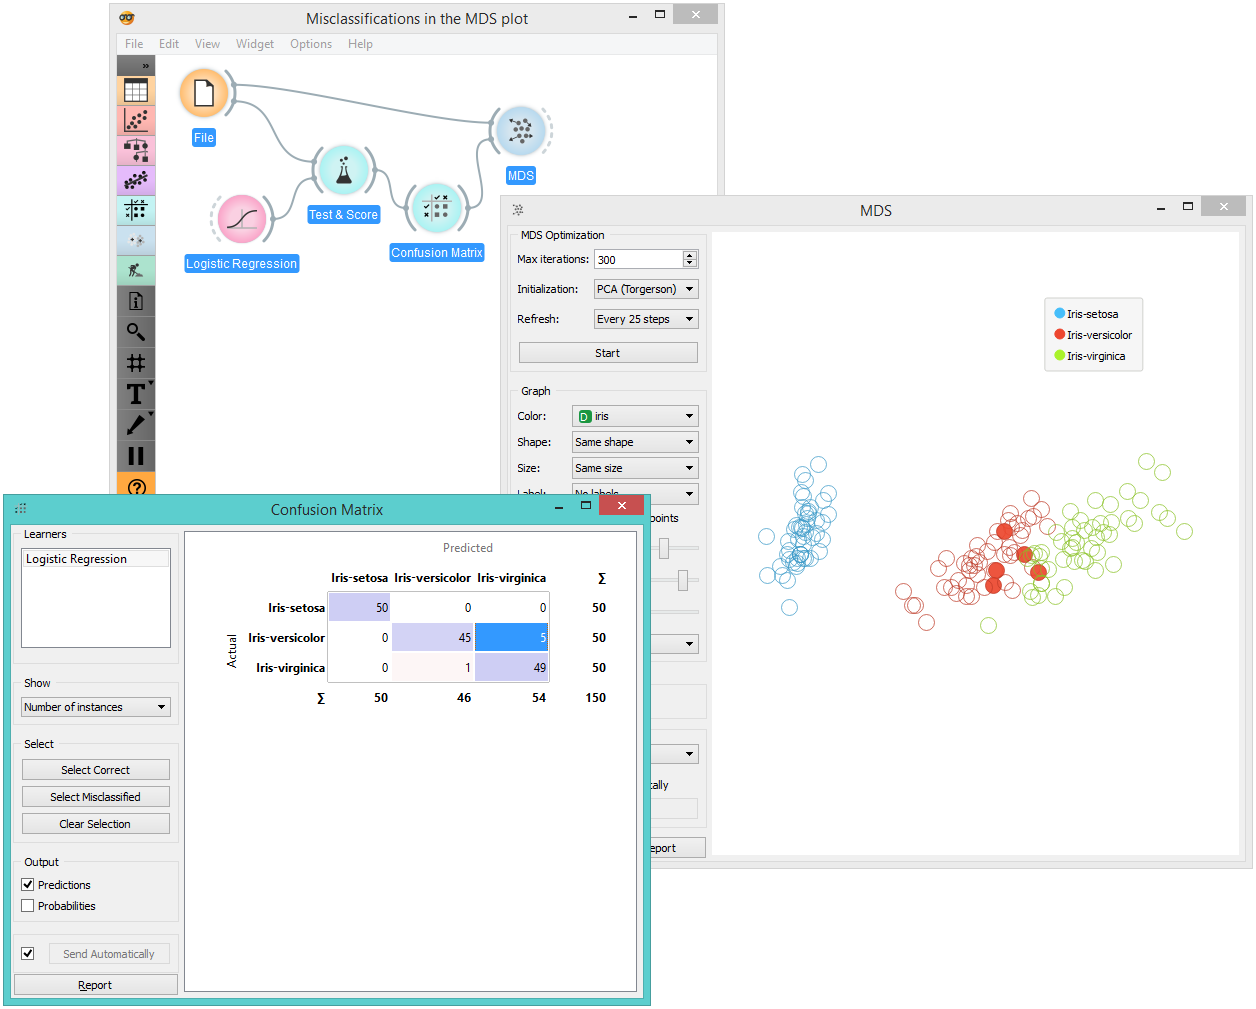 Misclassifications in the MDS plot
File Edit View Widget Options Help
»
File
MDS
Test & Score
Confusion Matrix
Logistic Regression
T
?
MDS
MDS Optimization
Max iterations: 300
Initialization: PCA (Torgerson)
Refresh: Every 25 steps
Start
Graph
Color: D iris
Shape: Same shape
Size: Same size
Label: No labels
points
ally
eport
Iris-setosa
Iris-versicolor
Iris-virginica
Confusion Matrix
Learners
Logistic Regression
Show
Number of instances
Select
Select Correct
Select Misclassified
Clear Selection
Output
Predictions
Probabilities
Send Automatically
Report
Predicted
Iris-setosa Iris-versicolor Iris-virginica Σ
Actual
Iris-setosa 50 0 0 50
Iris-versicolor 0 45 5 50
Iris-virginica 0 1 49 50
Σ 50 46 54 150